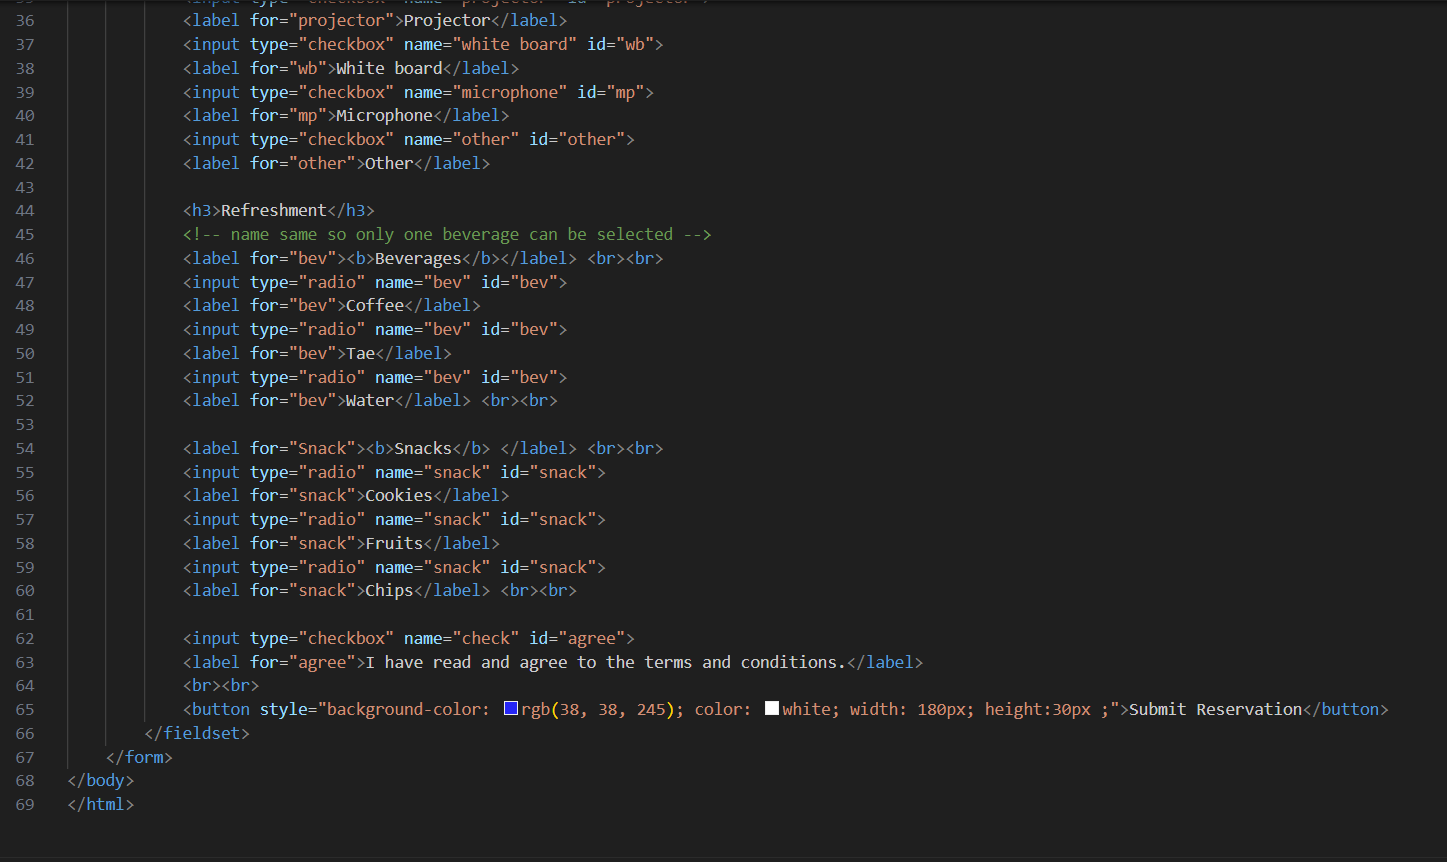 35 <input type="checkbox" name="projector" id="projector">
36 <label for="projector">Projector</label>
37 <input type="checkbox" name="white board" id="wb">
38 <label for="wb">White board</label>
39 <input type="checkbox" name="microphone" id="mp">
40 <label for="mp">Microphone</label>
41 <input type="checkbox" name="other" id="other">
42 <label for="other">Other</label>
43
44 <h3>Refreshment</h3>
45 <!-- name same so only one beverage can be selected -->
46 <label for="bev"><b>Beverages</b></label> <br><br>
47 <input type="radio" name="bev" id="bev">
48 <label for="bev">Coffee</label>
49 <input type="radio" name="bev" id="bev">
50 <label for="bev">Tae</label>
51 <input type="radio" name="bev" id="bev">
52 <label for="bev">Water</label> <br><br>
53
54 <label for="Snack"><b>Snacks</b> </label> <br><br>
55 <input type="radio" name="snack" id="snack">
56 <label for="snack">Cookies</label>
57 <input type="radio" name="snack" id="snack">
58 <label for="snack">Fruits</label>
59 <input type="radio" name="snack" id="snack">
60 <label for="snack">Chips</label> <br><br>
61
62 <input type="checkbox" name="check" id="agree">
63 <label for="agree">I have read and agree to the terms and conditions.</label>
64 <br><br>
65 <button style="background-color: rgb(38, 38, 245); color: white; width: 180px; height:30px ;">Submit Reservation</button>
66 </fieldset>
67 </form>
68 </body>
69 </html>